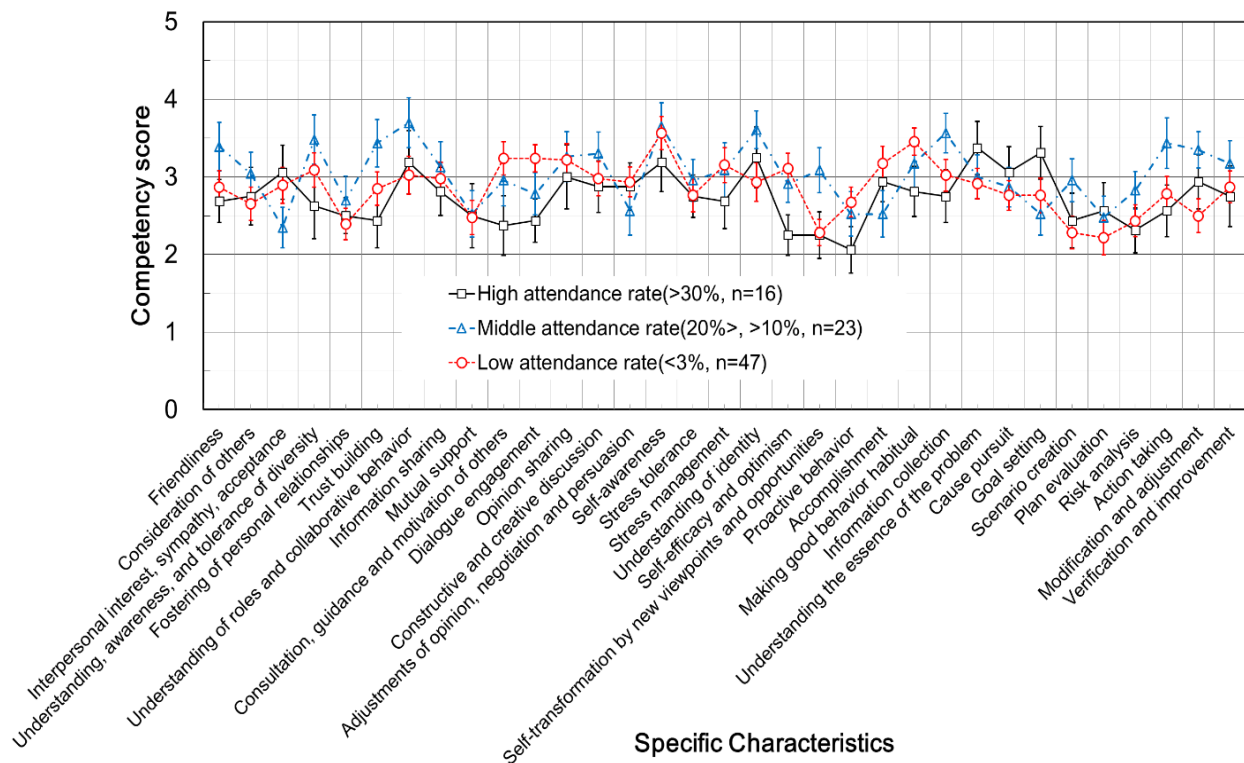 5
4
3
2
1
0
Competency score
High attendance rate(>30%, n=16)
Middle attendance rate(20%>, >10%, n=23)
Low attendance rate(<3%, n=47)
Friendliness
Consideration of others
Interpersonal interest, sympathy, acceptance
Understanding, awareness, and tolerance of diversity
Fostering of personal relationships
Trust building
Understanding of roles and collaborative behavior
Information sharing
Mutual support
Consultation, guidance and motivation of others
Dialogue engagement
Opinion sharing
Constructive and creative discussion
Adjustments of opinion, negotiation and persuasion
Self-awareness
Stress tolerance
Stress management
Understanding of identity
Self-efficacy and optimism
Self-transformation by new viewpoints and opportunities
Proactive behavior
Accomplishment
Making good behavior habitual
Information collection
Understanding the essence of the problem
Cause pursuit
Goal setting
Scenario creation
Plan evaluation
Risk analysis
Action taking
Modification and adjustment
Verification and improvement
Specific Characteristics